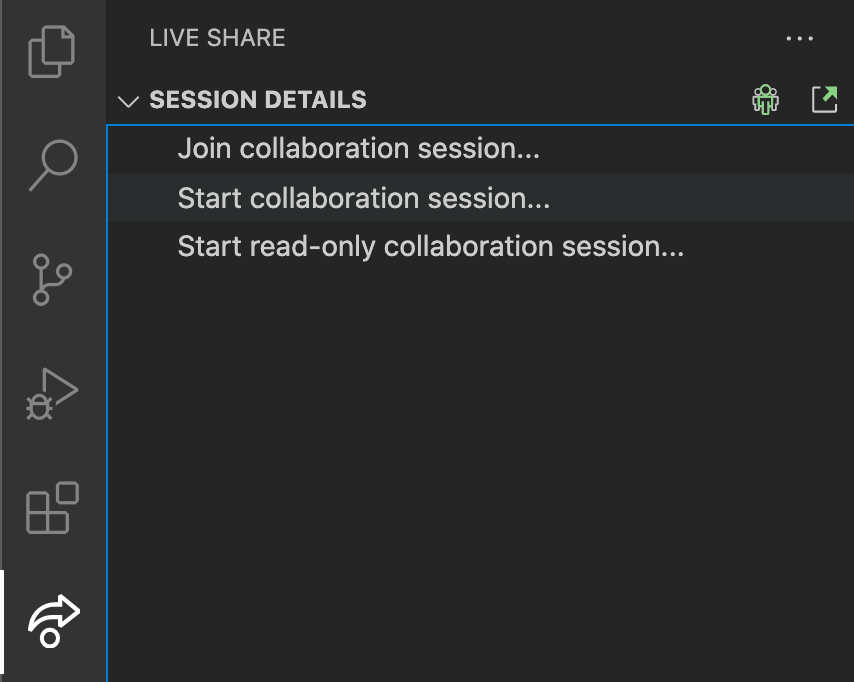 LIVE SHARE
SESSION DETAILS
Join collaboration session...
Start collaboration session...
Start read-only collaboration session...